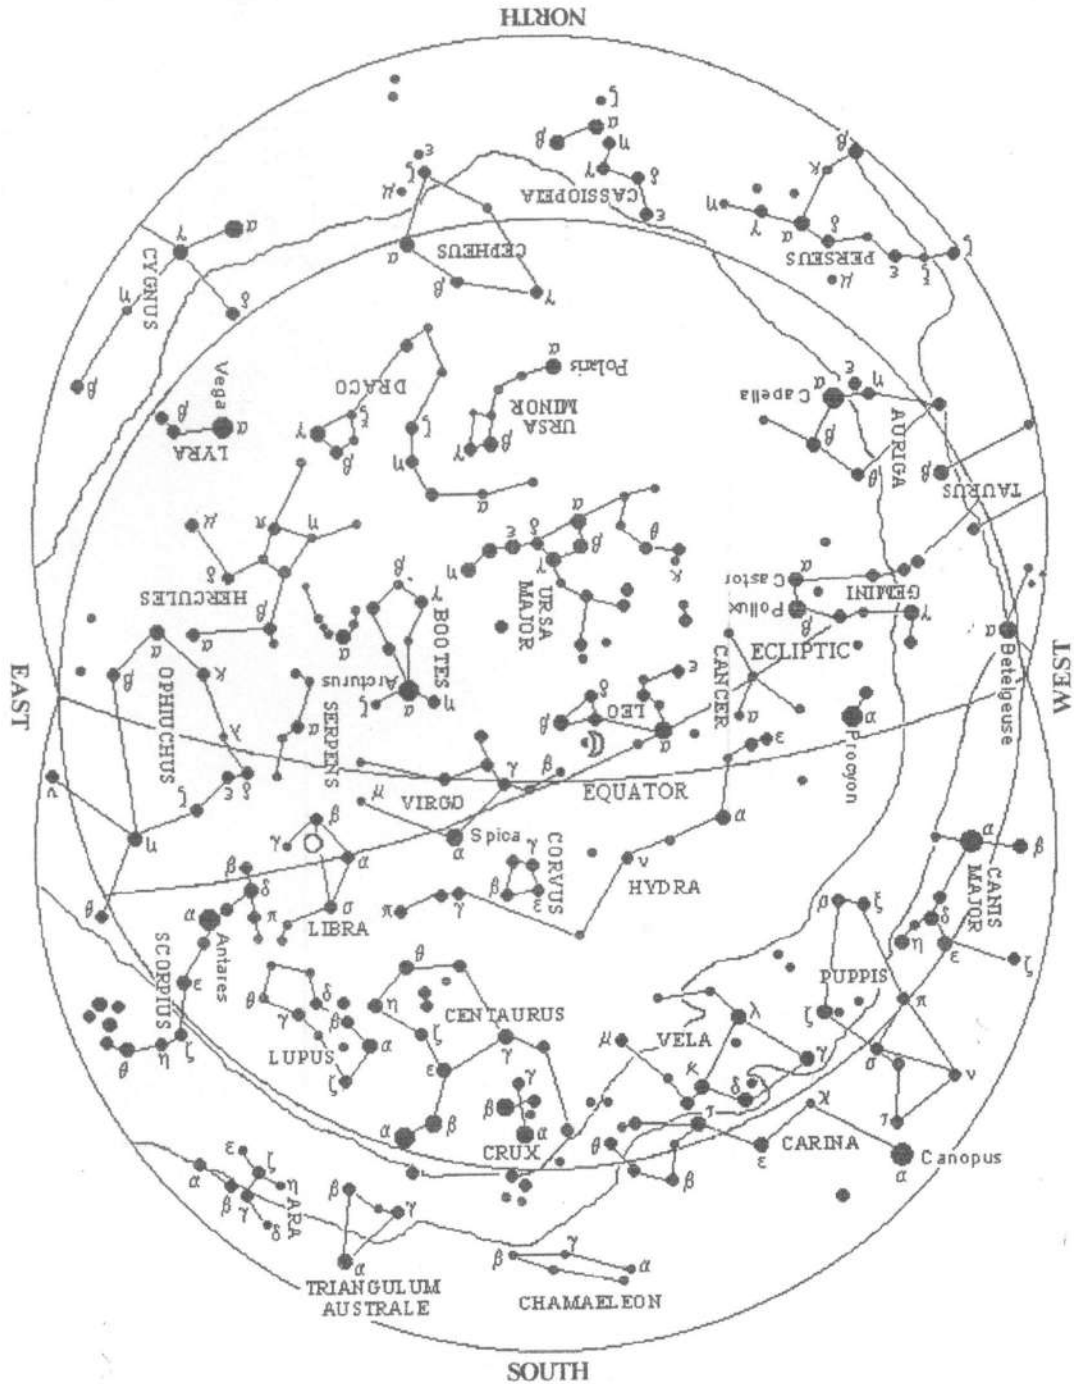 NORTH
ζ
α
β
η
γ
δ
CASSIOPEIA
ε
β
κ
η
γ
α
δ
PERSEUS
ε
ξ
ζ
μ
ε
ζ
μ
CEPHEUS
α
β
γ
α
γ
CYGNUS
η
δ
β
Vega
α
β
LYRA
DRACO
ξ
γ
β
ζ
η
α
α
Polaris
URSA
MINOR
γ
β
ε
η
α
Capella
β
θ
AURIGA
β
TAURUS
μ
π
η
δ
HERCULES
β
α
α
β
γ
BOOTES
Arcturus
α
ζ
η
α
δ
ε
γ
β
η
θ
κ
URSA
MAJOR
α
Castor
Pollux
β
GEMINI
γ
ECLIPTIC
CANCER
α
ε
δ
LEO
β
α
α
Procyon
α
Betelgeuse
EAST
WEST
α
β
κ
OPHIUCHUS
λ
ν
ζ
ε
δ
η
θ
SERPENS
α
μ
VIRGO
γ
β
EQUATOR
α
Spica
ε
α
HYDRA
ν
γ
π
CORVUS
γ
β
ε
β
γ
α
σ
LIBRA
β
δ
α
π
Antares
SCORPIUS
ε
ζ
η
θ
θ
δ
γ
β
LUPUS
α
ζ
θ
η
CENTAURUS
ζ
γ
ε
β
α
γ
β
α
CRUX
α
β
CANIS
MAJOR
δ
η
ε
ζ
ξ
PUPPIS
π
ζ
σ
ν
τ
λ
μ
VELA
γ
κ
δ
χ
CARINA
θ
ε
β
Canopus
α
ε
ζ
α
η
β
γ
δ
ARA
β
γ
α
TRIANGULUM
AUSTRALE
γ
β
α
CHAMAELEON
SOUTH